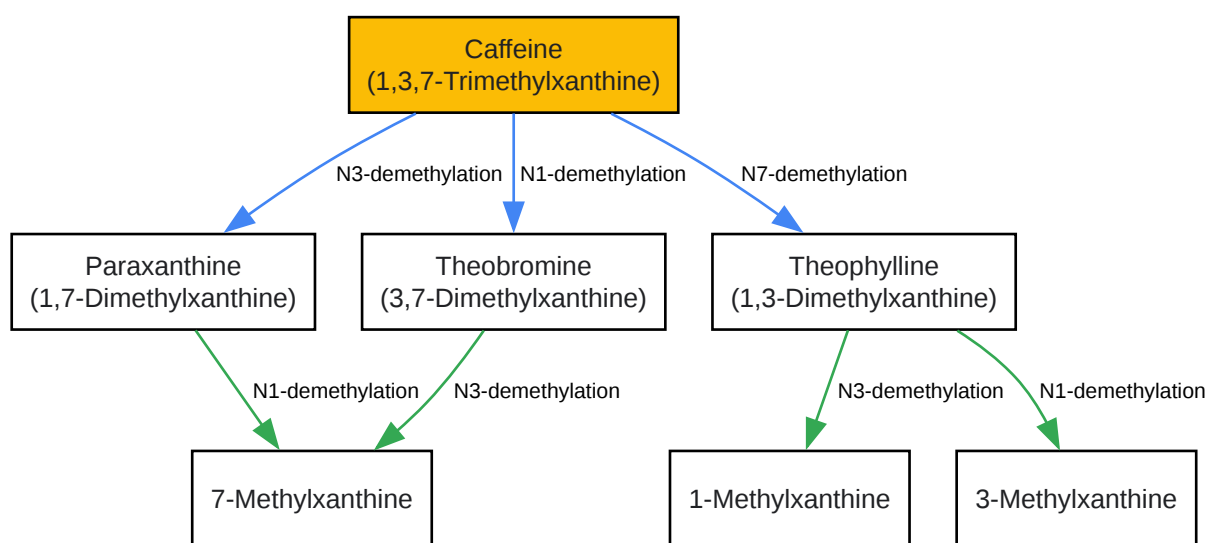 Caffeine
(1,3,7-Trimethylxanthine)
N3-demethylation
N1-demethylation
N7-demethylation
Paraxanthine
(1,7-Dimethylxanthine)
Theobromine
(3,7-Dimethylxanthine)
Theophylline
(1,3-Dimethylxanthine)
N1-demethylation
N3-demethylation
N3-demethylation
N1-demethylation
7-Methylxanthine
1-Methylxanthine
3-Methylxanthine